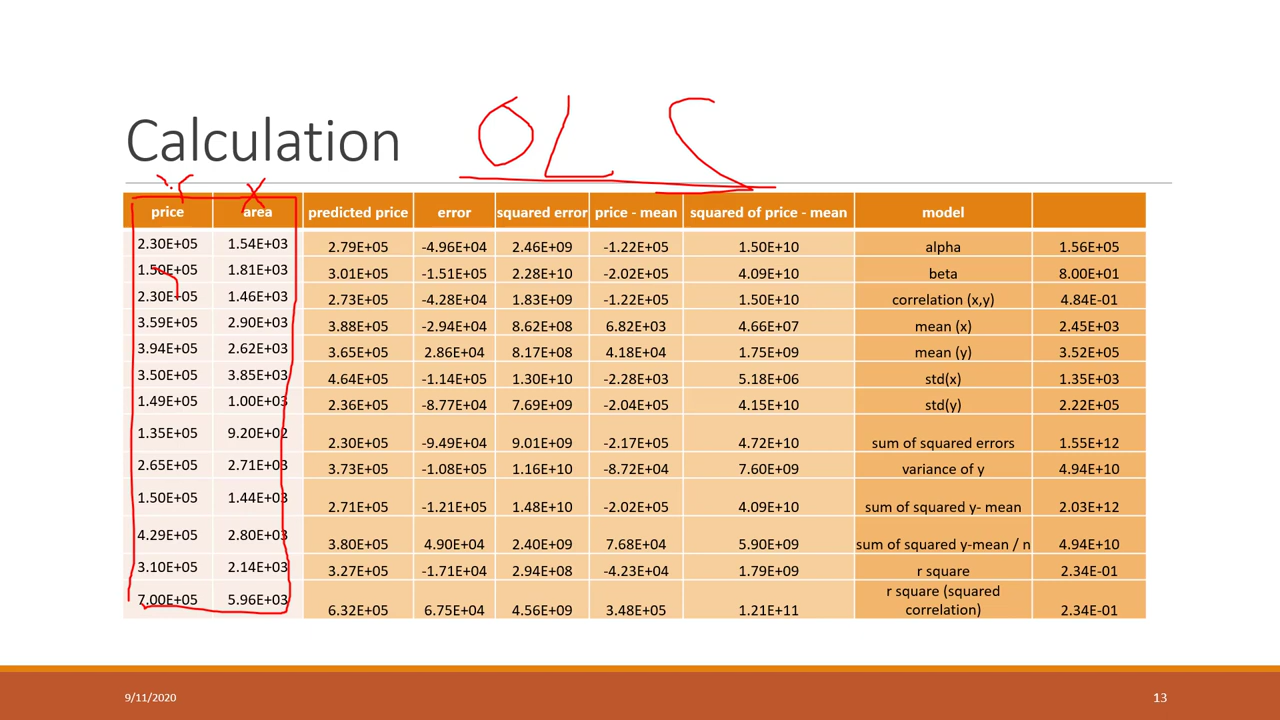 Calculation OLS
Y X
price area predicted price error squared error price - mean squared of price - mean model
2.30E+05 1.54E+03 2.79E+05 -4.96E+04 2.46E+09 -1.22E+05 1.50E+10 alpha 1.56E+05
1.50E+05 1.81E+03 3.01E+05 -1.51E+05 2.28E+10 -2.02E+05 4.09E+10 beta 8.00E+01
2.30E+05 1.46E+03 2.73E+05 -4.28E+04 1.83E+09 -1.22E+05 1.50E+10 correlation (x,y) 4.84E-01
3.59E+05 2.90E+03 3.88E+05 -2.94E+04 8.62E+08 6.82E+03 4.66E+07 mean (x) 2.45E+03
3.94E+05 2.62E+03 3.65E+05 2.86E+04 8.17E+08 4.18E+04 1.75E+09 mean (y) 3.52E+05
3.50E+05 3.85E+03 4.64E+05 -1.14E+05 1.30E+10 -2.28E+03 5.18E+06 std(x) 1.35E+03
1.49E+05 1.00E+03 2.36E+05 -8.77E+04 7.69E+09 -2.04E+05 4.15E+10 std(y) 2.22E+05
1.35E+05 9.20E+02 2.30E+05 -9.49E+04 9.01E+09 -2.17E+05 4.72E+10 sum of squared errors 1.55E+12
2.65E+05 2.71E+03 3.73E+05 -1.08E+05 1.16E+10 -8.72E+04 7.60E+09 variance of y 4.94E+10
1.50E+05 1.44E+03 2.71E+05 -1.21E+05 1.48E+10 -2.02E+05 4.09E+10 sum of squared y- mean 2.03E+12
4.29E+05 2.80E+03 3.80E+05 4.90E+04 2.40E+09 7.68E+04 5.90E+09 sum of squared y-mean / n 4.94E+10
3.10E+05 2.14E+03 3.27E+05 -1.71E+04 2.94E+08 -4.23E+04 1.79E+09 r square 2.34E-01
7.00E+05 5.96E+03 6.32E+05 6.75E+04 4.56E+09 3.48E+05 1.21E+11 r square (squared
correlation) 2.34E-01
9/11/2020 13